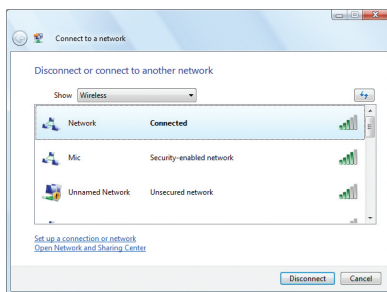 Connect to a network
Disconnect or connect to another network
Show Wireless
Network Connected
Mic Security-enabled network
Unnamed Network Unsecured network
Set up a connection or network
Open Network and Sharing Center
Disconnect Cancel